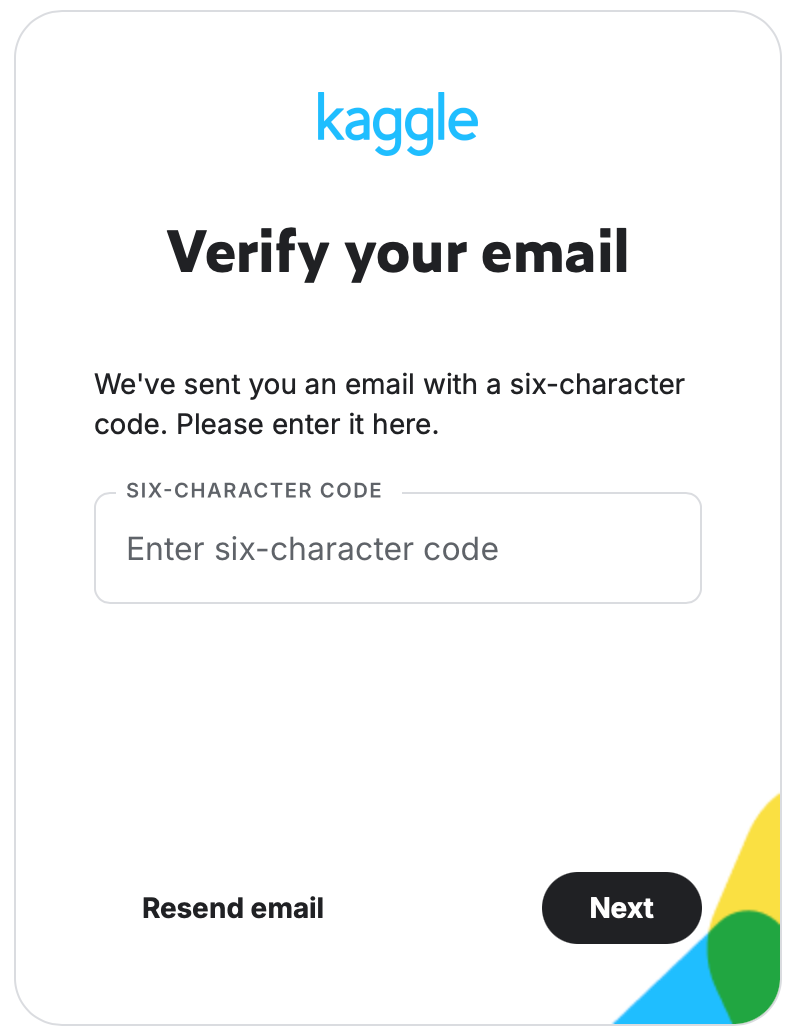 kaggle
Verify your email
We've sent you an email with a six-character
code. Please enter it here.
SIX-CHARACTER CODE
Enter six-character code
Resend email
Next